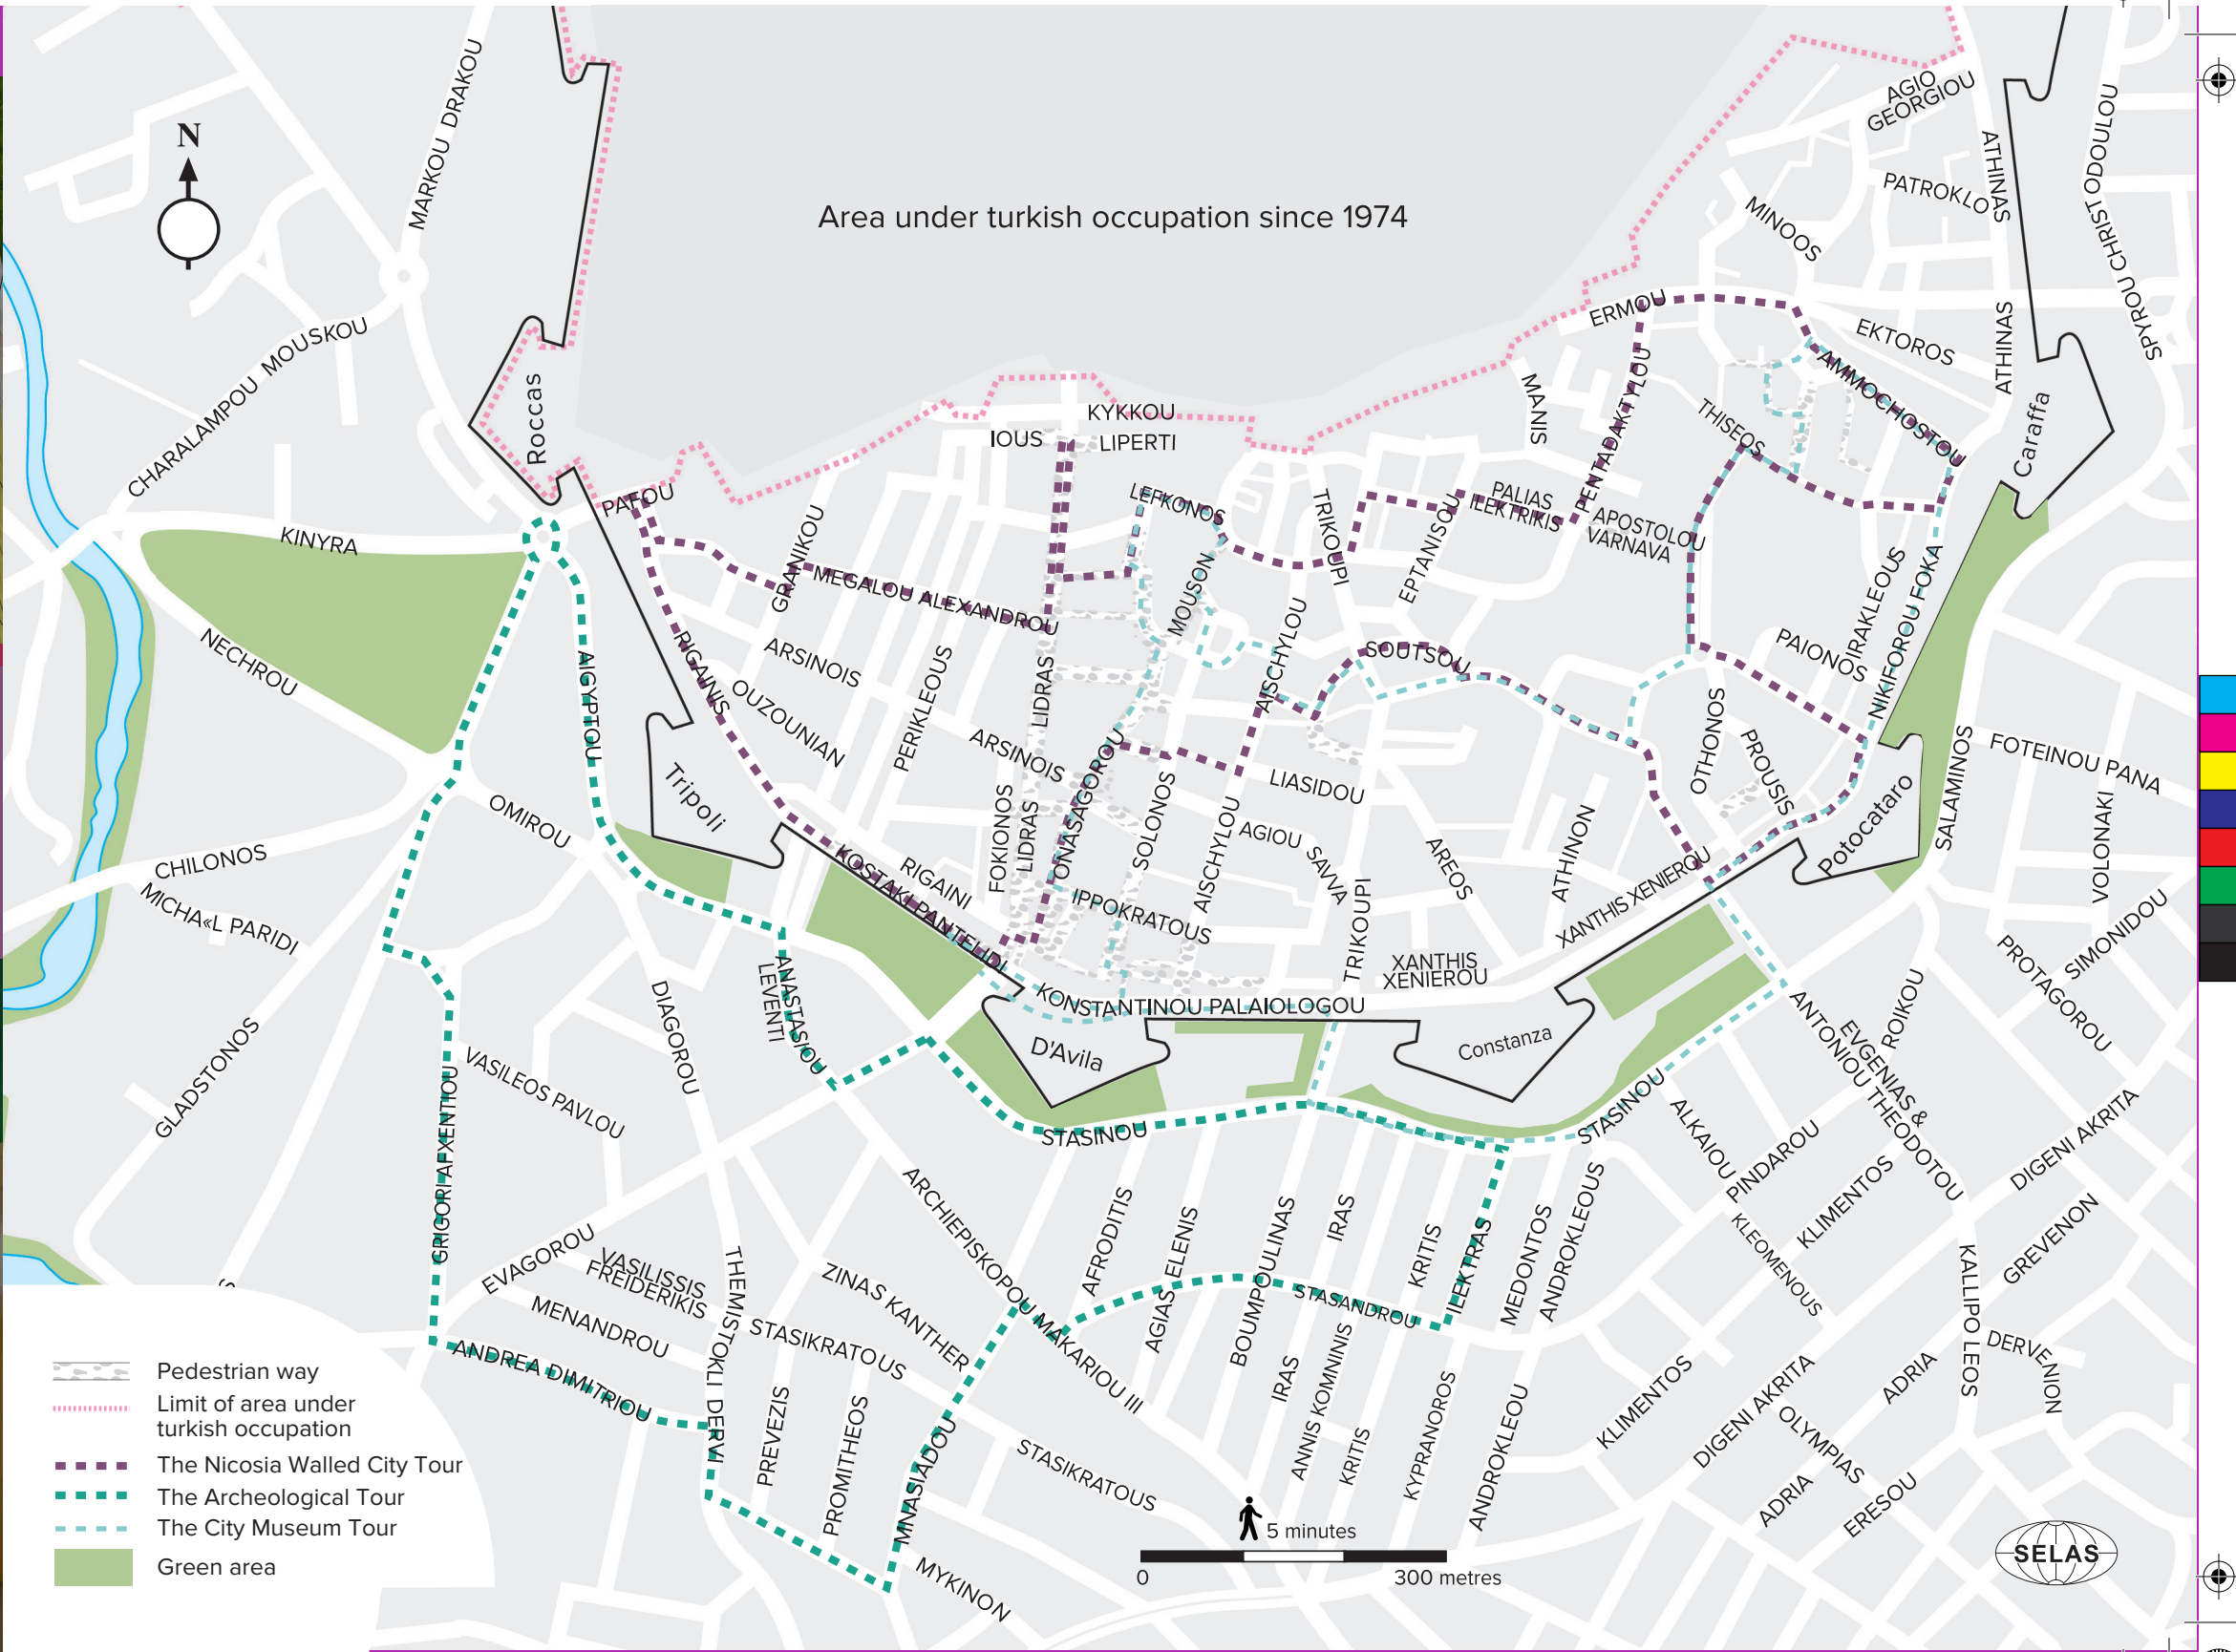 N
MARKOU DRAKOU
Area under turkish occupation since 1974
AGIO
GEORGIOU
ATHINAS
SPYROU CHRISTODOULOU
PATROKLO
MINOOS
CHARALAMPOU MOUSKOU
Roccas
ERMOU
EKTOROS
ATHINAS
AMMOCHOSTOU
Caraffa
KYKKOU
IOUS
LIPERTI
MANIS
PENTADAKTYLOU
THISEOS
PAFOU
KINYRA
GRANIKOU
LEFKONOS
TRIKOUPI
PALIAS
ILEKTRIKIS
APOSTOLOU
VARNAVA
EPTANISOU
MEGALOU ALEXANDROU
MOUSON
IRAKLEOUS
NIKIFOROU FOKA
NECHROU
AIGYPTOU
RIGAINIS
ARSINOIS
OUZOUNIAN
PERIKLEOUS
LIDRAS
AISCHYLOU
SOUTSOU
PAIONOS
OTHONOS
PROUSIS
SALAMINOS
FOTEINOU PANA
VOLONAKI
ARSINOIS
ONASAGOROU
LIASIDOU
Tripoli
OMIROU
CHILONOS
MICHA«L PARIDI
FOKIONOS
LIDRAS
SOLONOS
AISCHYLOU
AGIOU
SAVVA
AREOS
ATHINON
XANTHIS XENIEROU
Potocataro
KOSTAKI PANTELIDI
RIGAINI
IPPOKRATOUS
TRIKOUPI
XANTHIS
XENIEROU
SIMONIDOU
PROTAGOROU
ROIKOU
DIAGOROU
ANASTASIOU
LEVENTI
KONSTANTINOU PALAIOLOGOU
D'Avila
Constanza
EVGENIAS &
ANTONIOU THEODOTOU
GLADSTONOS
GRIGORI AFXENTIOU
VASILEOS PAVLOU
STASINOU
STASINOU
ALKAIOU
PINDAROU
KLIMENTOS
DIGENI AKRITA
GREVENON
KLEOMENOUS
KALLIPO LEOS
DERVENION
EVAGOROU
VASILISSIS
FREIDERIKIS
MENANDROU
THEMISTOKLI DERVI
ZINAS KANTHER
STASIKRATOUS
ARCHIEPISKOPOU MAKARIOU III
AFRODITIS
AGIAS ELENIS
BOUMPOULINAS
IRAS
KRITIS
ILEKTRAS
MEDONTOS
ANDROKLEOUS
STASANDROU
ANDREA DIMITRIOU
PREVEZIS
PROMITHEOS
MNASIADOU
STASIKRATOUS
IRAS
ANNIS KOMNINIS
KRITIS
KYPRANOROS
ANDROKLEOU
KLIMENTOS
DIGENI AKRITA
OLYMPIAS
ADRIA
ADRIA
ERESOU
MYKINON
Pedestrian way
Limit of area under
turkish occupation
The Nicosia Walled City Tour
The Archeological Tour
The City Museum Tour
Green area
5 minutes
0
300 metres
SELAS